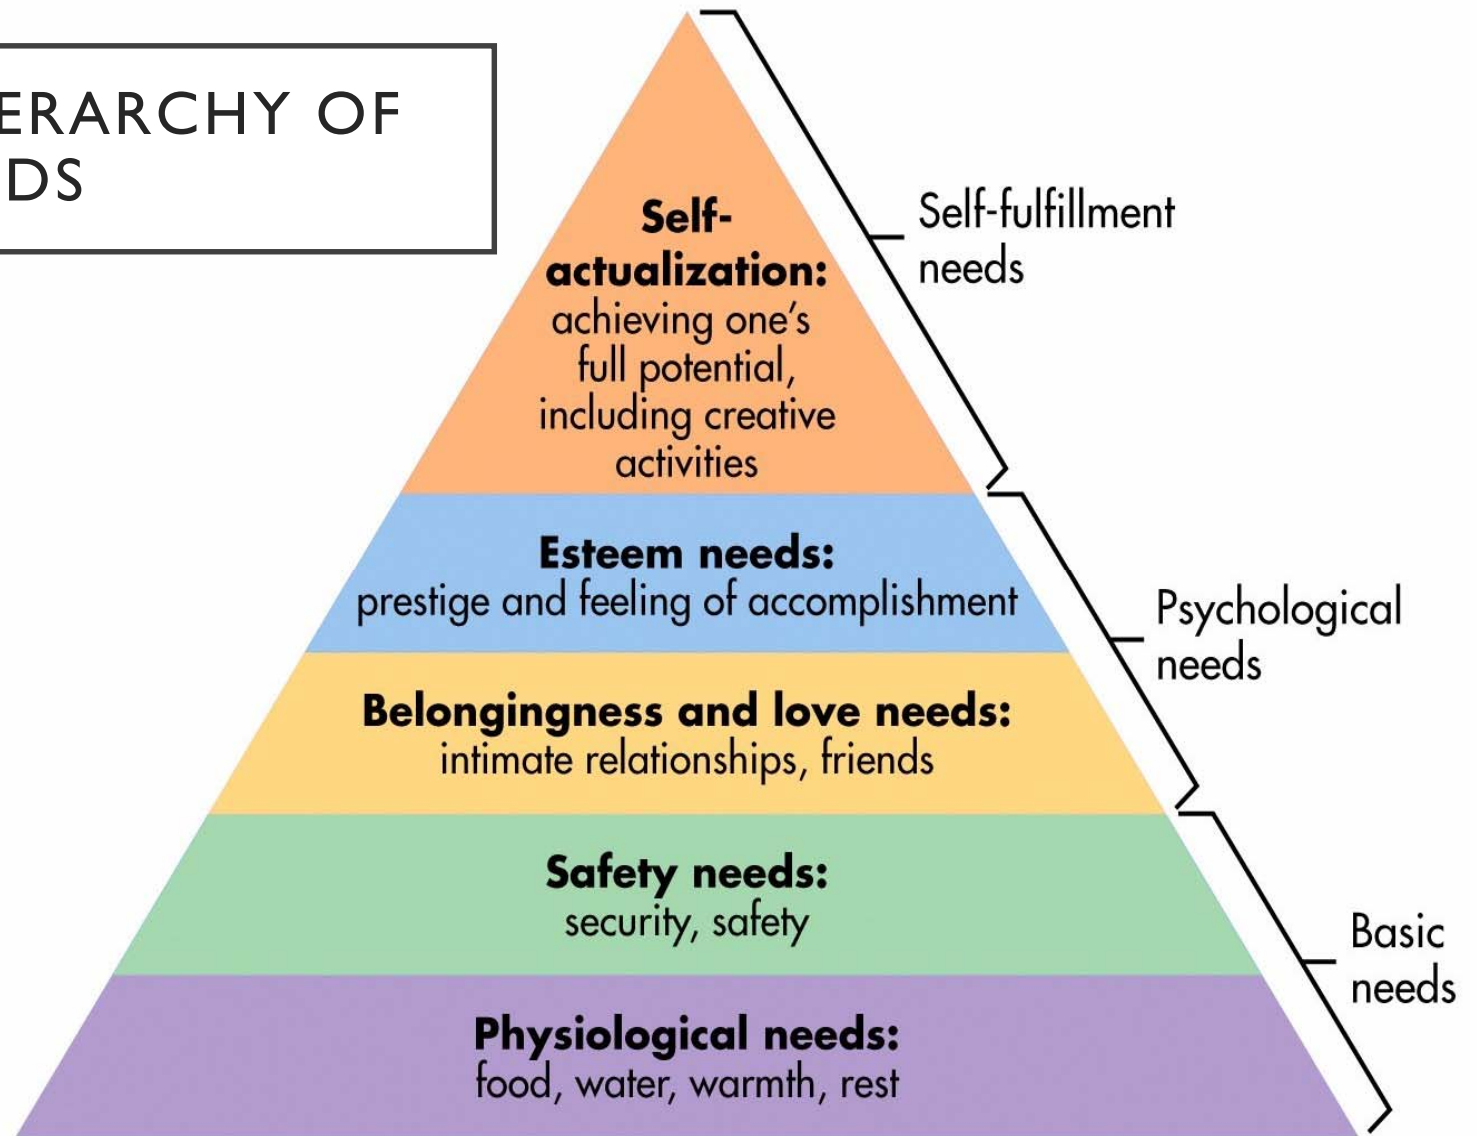 ERARCHY OF
DS
Self-
actualization:
achieving one's
full potential,
including creative
activities
Self-fulfillment
needs
Esteem needs:
prestige and feeling of accomplishment
Psychological
needs
Belongingness and love needs:
intimate relationships, friends
Safety needs:
security, safety
Basic
needs
Physiological needs:
food, water, warmth, rest